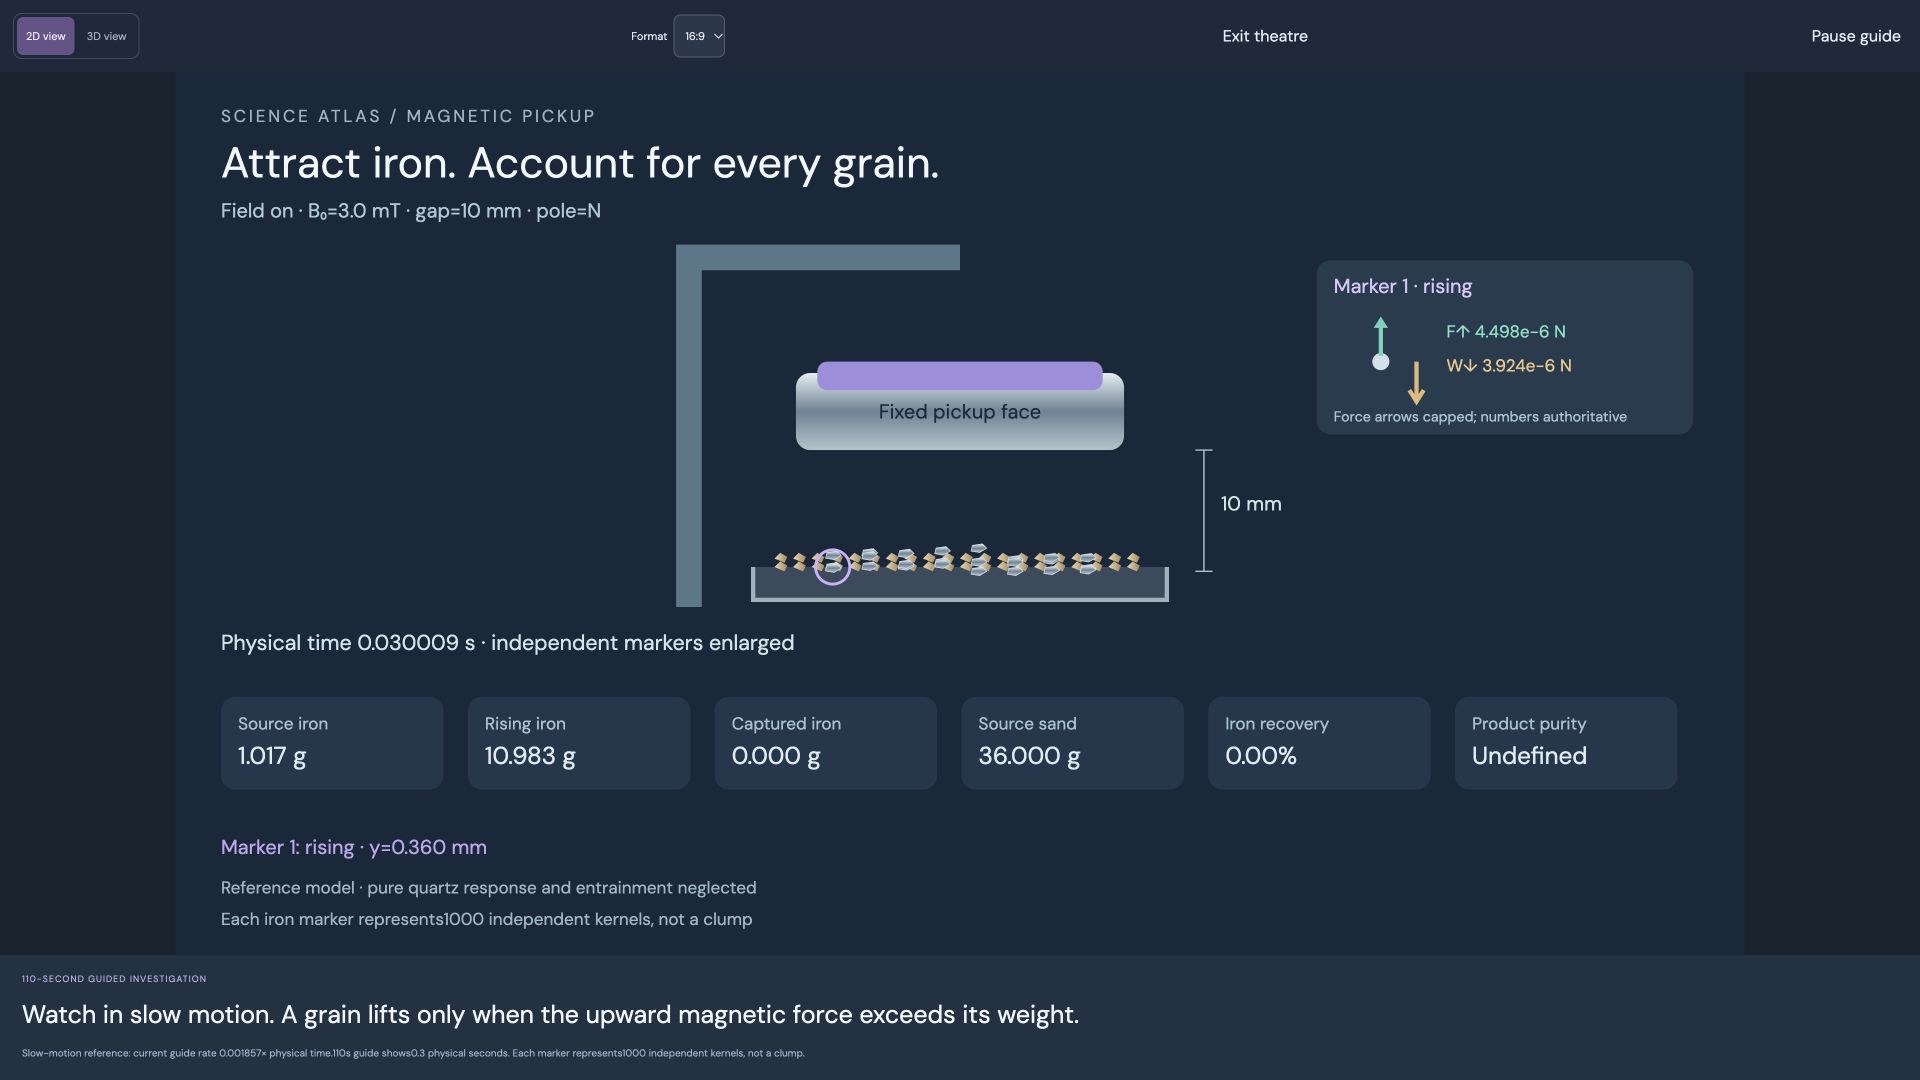 2D view
3D view
Format
16:9
Exit theatre
Pause guide
SCIENCE ATLAS / MAGNETIC PICKUP
Attract iron. Account for every grain.
Field on · B₀=3.0 mT · gap=10 mm · pole=N
Marker 1 · rising
F↑ 4.498e-6 N
W↓ 3.924e-6 N
Force arrows capped; numbers authoritative
Fixed pickup face
10 mm
Physical time 0.030009 s · independent markers enlarged
Source iron
1.017 g
Rising iron
10.983 g
Captured iron
0.000 g
Source sand
36.000 g
Iron recovery
0.00%
Product purity
Undefined
Marker 1: rising · y=0.360 mm
Reference model · pure quartz response and entrainment neglected
Each iron marker represents1000 independent kernels, not a clump
110-SECOND GUIDED INVESTIGATION
Watch in slow motion. A grain lifts only when the upward magnetic force exceeds its weight.
Slow-motion reference: current guide rate 0.001857× physical time.110s guide shows0.3 physical seconds. Each marker represents1000 independent kernels, not a clump.